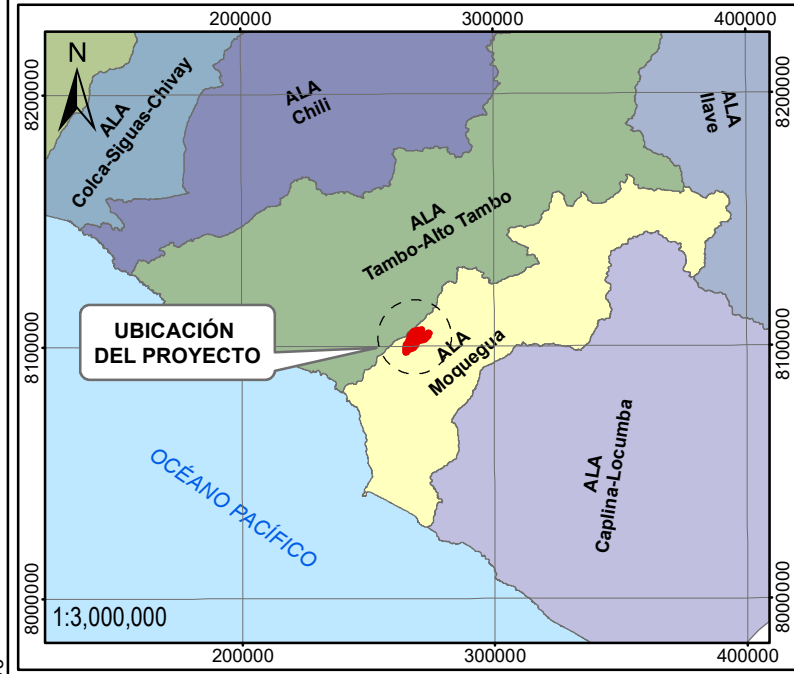 200000
300000
400000
N
8200000
8200000
ALA
Colca-Siguas-Chivay
ALA
Chili
ALA
Ilave
ALA
Tambo-Alto Tambo
UBICACIÓN
DEL PROYECTO
8100000
8100000
ALA
Moquegua
OCÉANO PACÍFICO
ALA
Caplina-Locumba
8000000
8000000
1:3,000,000
200000
300000
400000